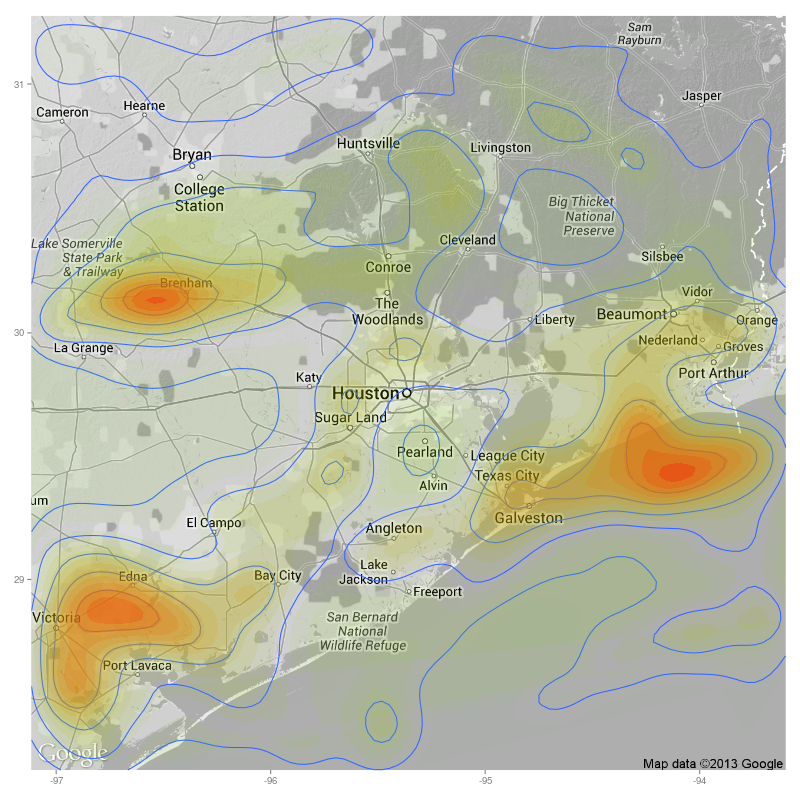 Sam
Rayburn
31
Jasper
Cameron
Hearne
Huntsville
Livingston
Bryan
College
Station
Big Thicket
National
Preserve
Lake Somerville
State Park
& Trailway
Cleveland
Silsbee
Conroe
Brenham
The
Woodlands
Vidor
Liberty
Beaumont
Orange
30
La Grange
Nederland
Groves
Port Arthur
Katy
Houston
Sugar Land
Pearland
League City
Alvin
Texas City
um
Galveston
El Campo
Angleton
29
Edna
Bay City
Lake
Jackson
Freeport
Victoria
San Bernard
National
Wildlife Refuge
Port Lavaca
Google
Map data ©2013 Google
-97
-96
-95
-94